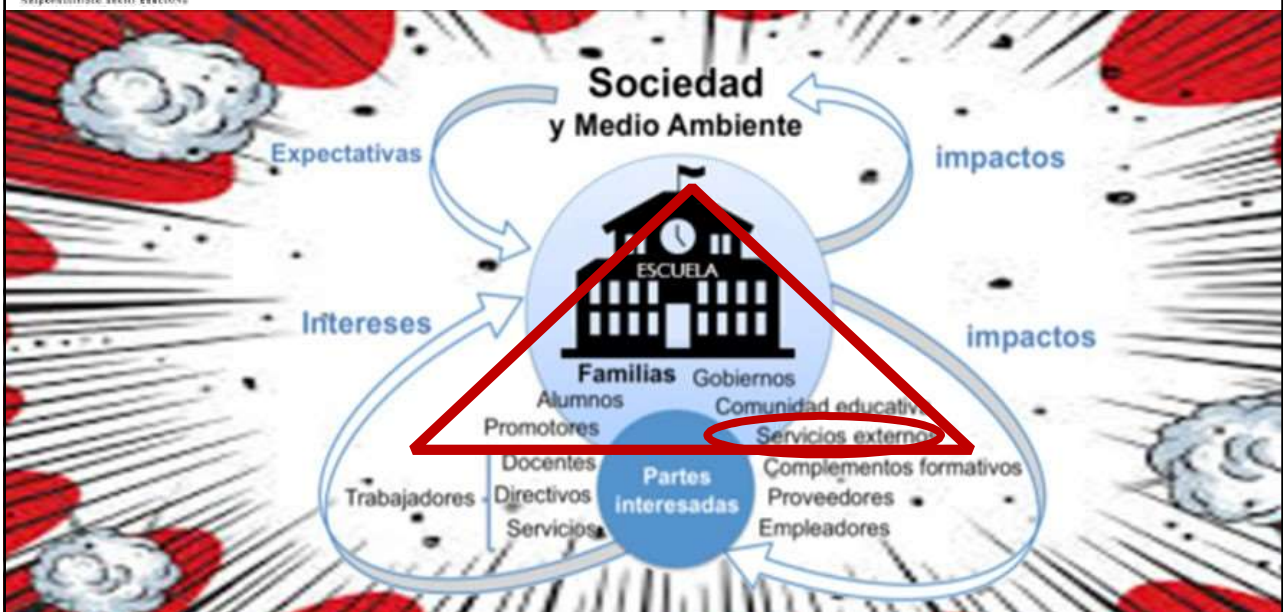 Sociedad
y Medio Ambiente
Expectativas
impactos
ESCUELA
Intereses
impactos
Familias Gobiernos
Alumnos
Comunidad educativa
Promotores
Servicios externos
Docentes
Complementos formativos
Partes
interesadas
Trabajadores
Directivos
Proveedores
Servicios
Empleadores